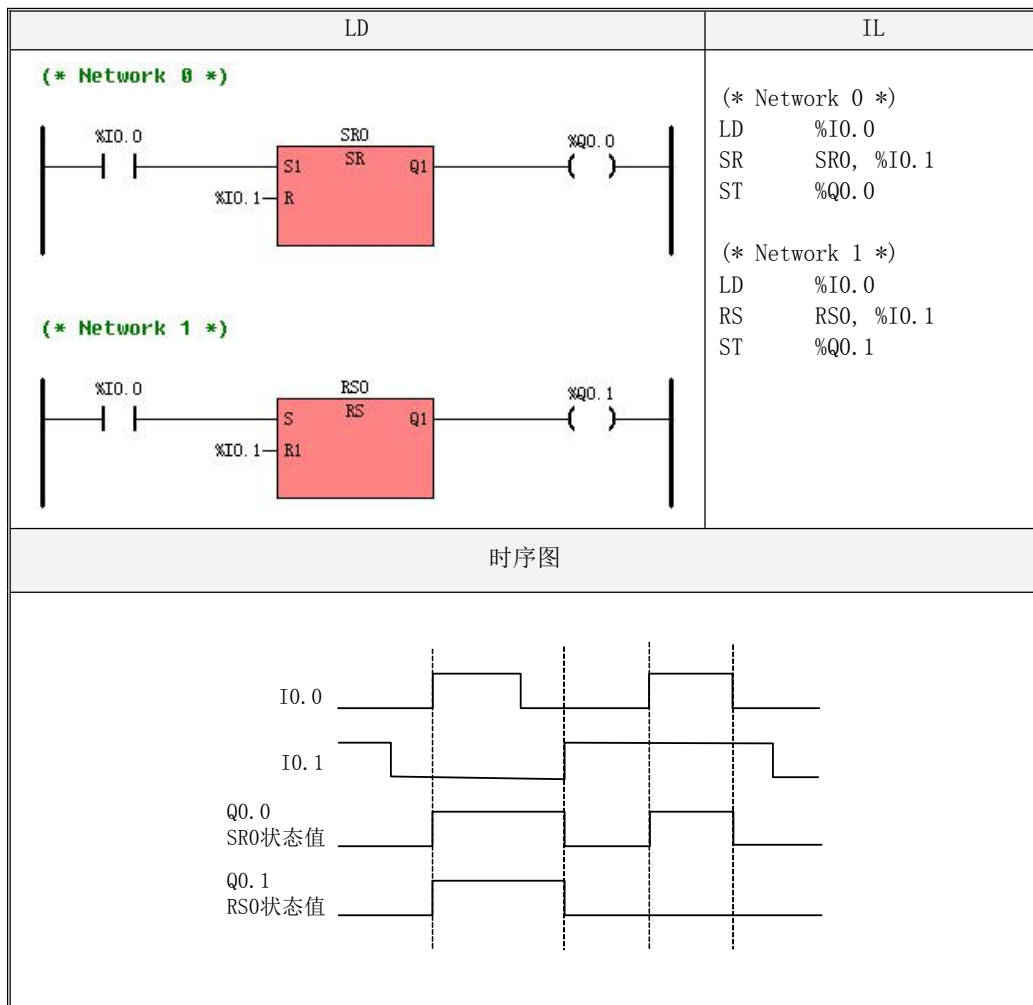 LD
IL
(* Network 0 *)
%I0.0
SR0
SR
%Q0.0
S1
Q1
%I0.1
R
(* Network 1 *)
%I0.0
RS0
RS
%Q0.1
S
Q1
%I0.1
R1
(* Network 0 *)
LD %I0.0
SR SR0, %I0.1
ST %Q0.0
(* Network 1 *)
LD %I0.0
RS RS0, %I0.1
ST %Q0.1
时序图
I0.0
I0.1
Q0.0
SR0状态值
Q0.1
RS0状态值